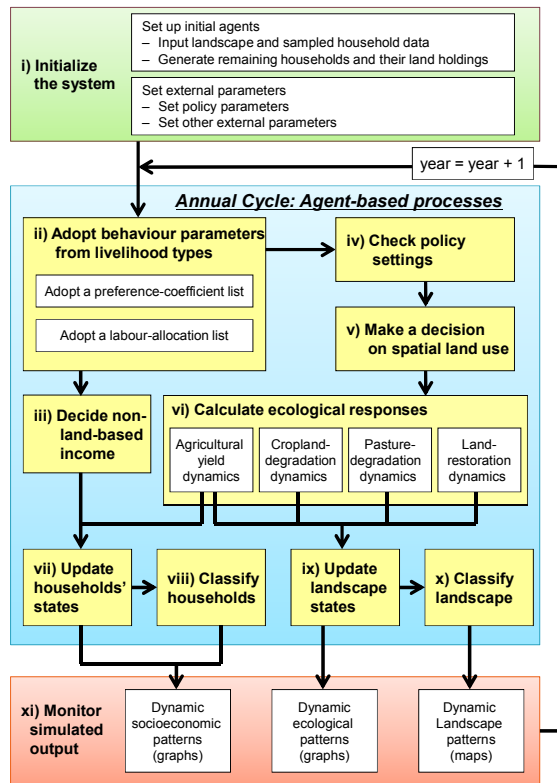 i) Initialize
the system
Set up initial agents
– Input landscape and sampled household data
– Generate remaining households and their land holdings
Set external parameters
– Set policy parameters
– Set other external parameters
year = year + 1
Annual Cycle: Agent-based processes
ii) Adopt behaviour parameters
from livelihood types
Adopt a preference-coefficient list
Adopt a labour-allocation list
iv) Check policy
settings
v) Make a decision
on spatial land use
iii) Decide non-
land-based
income
vi) Calculate ecological responses
Agricultural
yield
dynamics
Cropland-
degradation
dynamics
Pasture-
degradation
dynamics
Land-
restoration
dynamics
vii) Update
households’
states
viii) Classify
households
ix) Update
landscape
states
x) Classify
landscape
xi) Monitor
simulated
output
Dynamic
socioeconomic
patterns
(graphs)
Dynamic
ecological
patterns
(graphs)
Dynamic
Landscape
patterns
(maps)